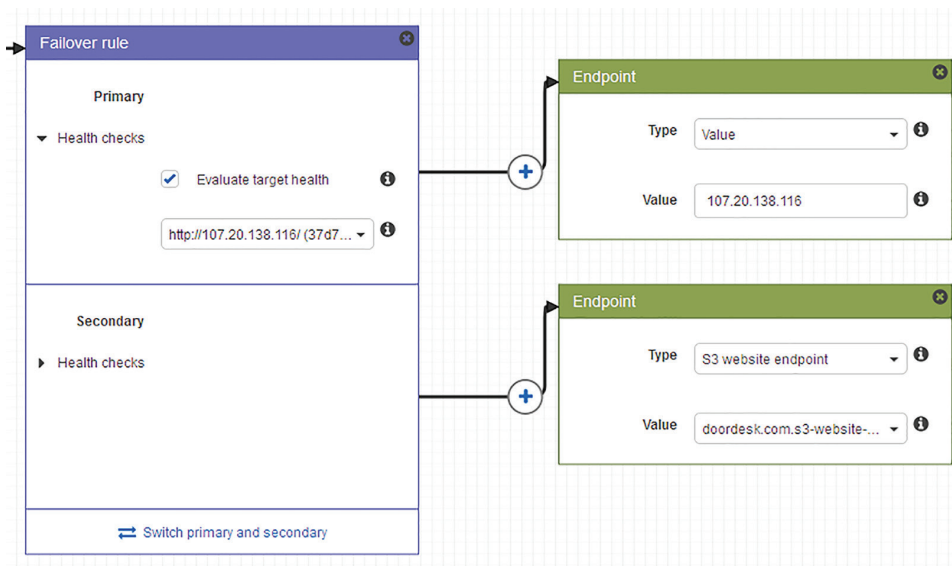 Failover rule
Primary
Health checks
Evaluate target health
http://107.20.138.116/ (37d7...
Secondary
Health checks
Switch primary and secondary
Endpoint
Type
Value
Value
107.20.138.116
Endpoint
Type
S3 website endpoint
Value
doordesk.com.s3-website-...